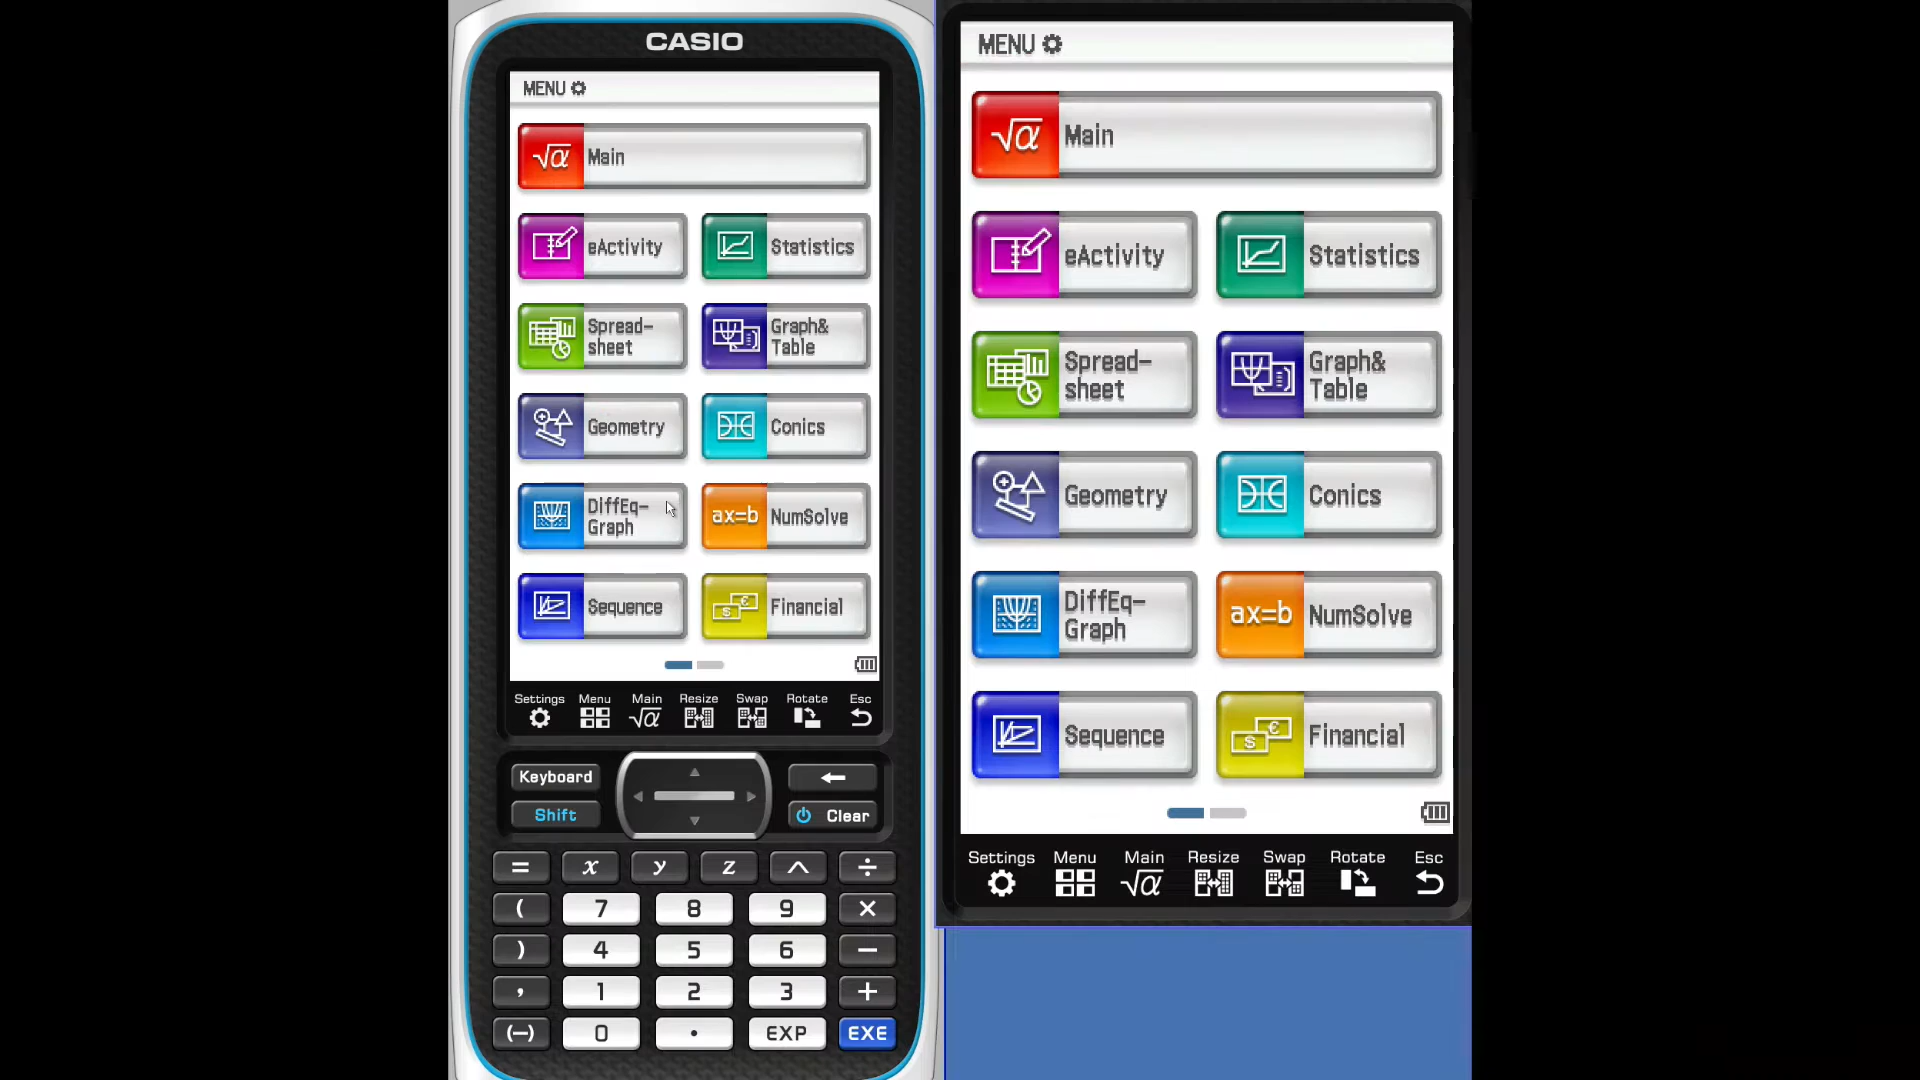 CASIO
MENU
√α Main
eActivity Statistics
Spread-
sheet
Graph&
Table
Geometry Conics
DiffEq-
Graph
ax=b NumSolve
Sequence
$ € Financial
Settings Menu Main Resize Swap Rotate Esc
√α
Keyboard
Shift
Clear
= x y z ^ ÷
( 7 8 9 ×
) 4 5 6 −
, 1 2 3 +
(−) 0 • EXP EXE
MENU
√α Main
eActivity Statistics
Spread-
sheet
Graph&
Table
Geometry Conics
DiffEq-
Graph
ax=b NumSolve
Sequence
$ € Financial
Settings Menu Main Resize Swap Rotate Esc
√α